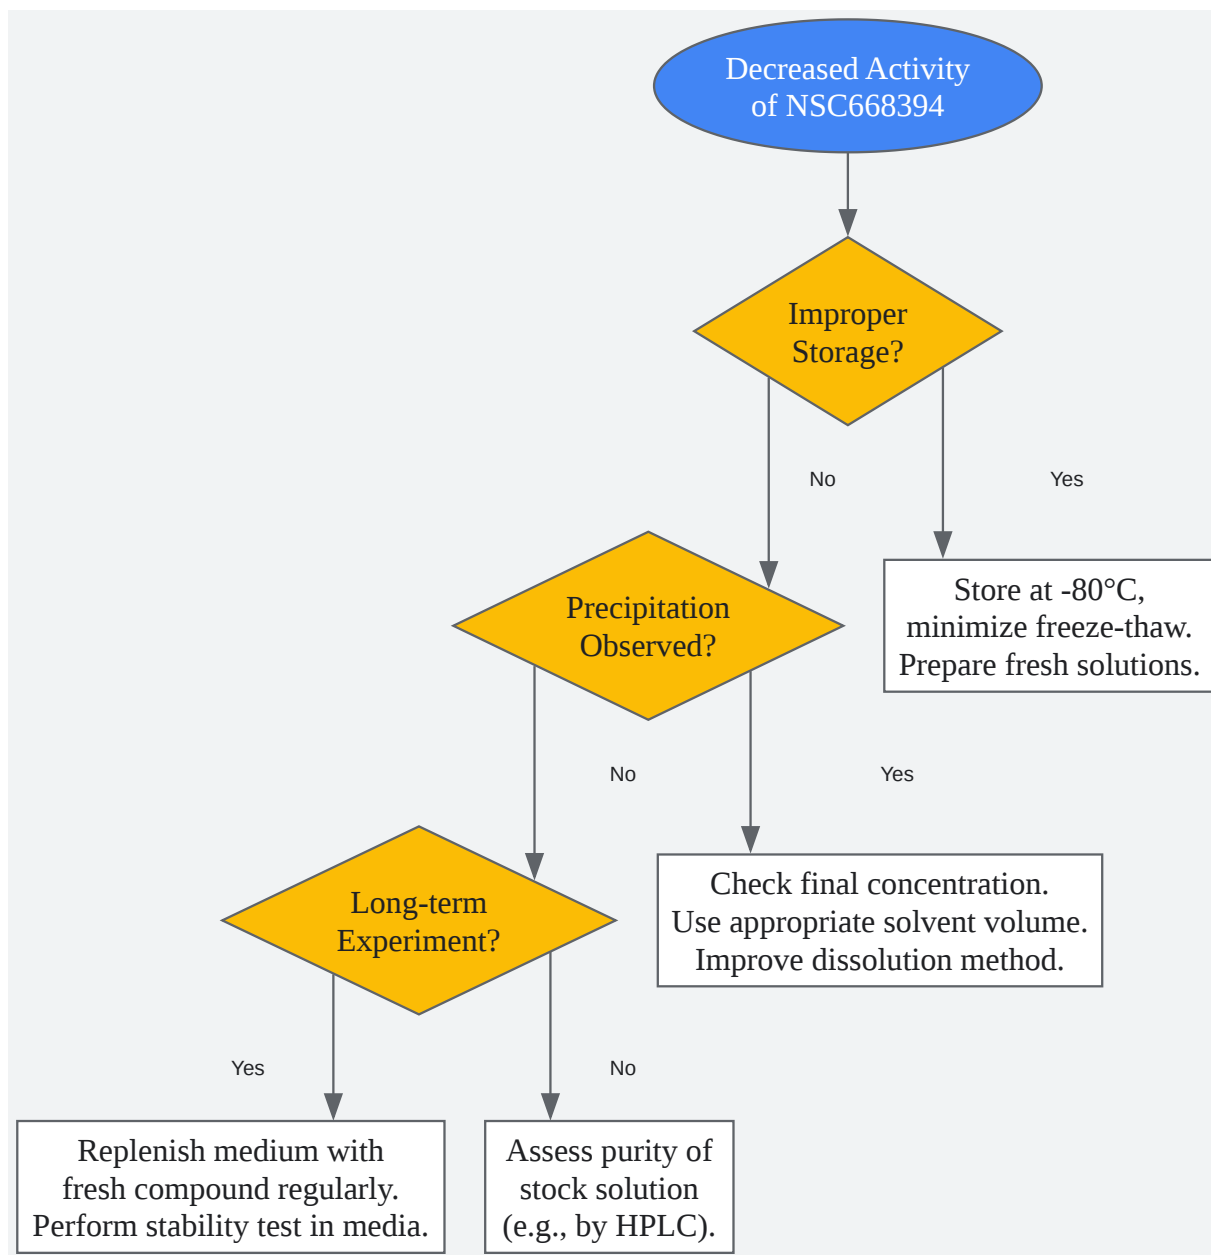 Decreased Activity
of NSC668394
Improper
Storage?
No
Yes
Store at -80°C,
minimize freeze-thaw.
Prepare fresh solutions.
Precipitation
Observed?
No
Yes
Check final concentration.
Use appropriate solvent volume.
Improve dissolution method.
Long-term
Experiment?
Yes
No
Replenish medium with
fresh compound regularly.
Perform stability test in media.
Assess purity of
stock solution
(e.g., by HPLC).